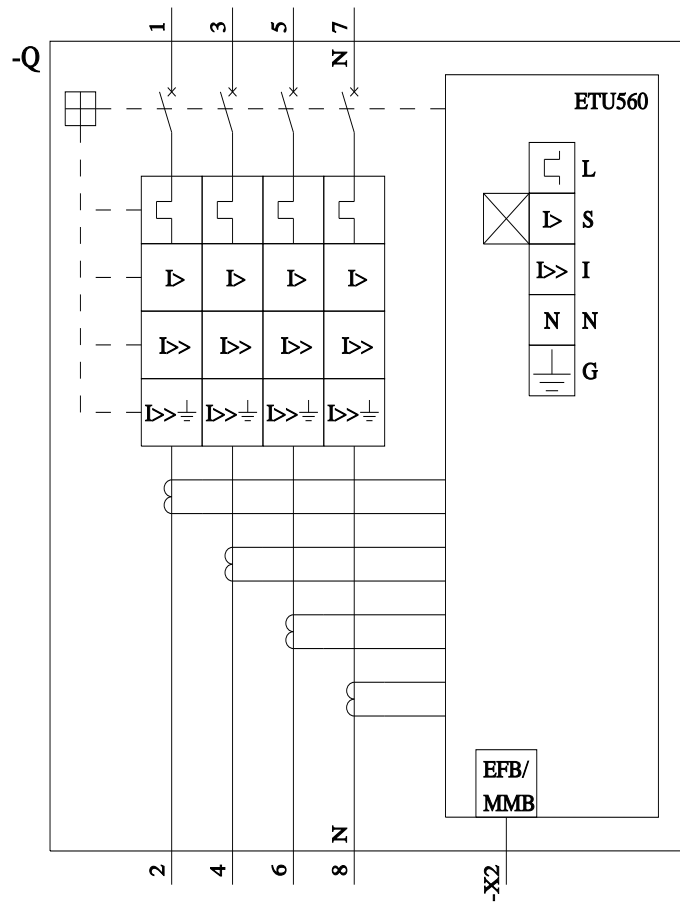 1 3 5 7
-Q
N
ETU560
L
I> S
I> I> I> I>
I>> I
I>> I>> I>> I>>
N N
G
I>> I>> I>> I>>
EFB/
MMB
N
2 4 6 8
-X2